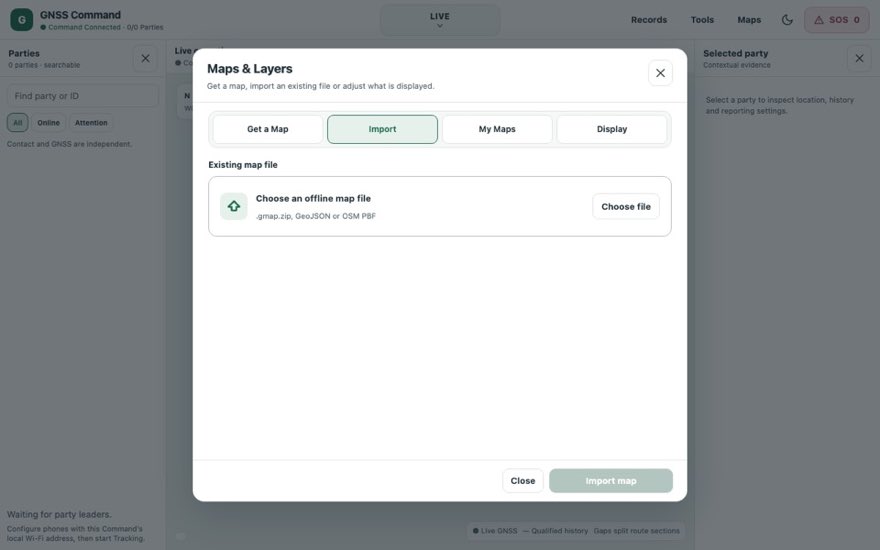 G
GNSS Command
Command Connected · 0/0 Parties
LIVE
Records
Tools
Maps
SOS 0
Parties
0 parties · searchable
Find party or ID
All
Online
Attention
Contact and GNSS are independent.
Selected party
Contextual evidence
Select a party to inspect location, history
and reporting settings.
Maps & Layers
Get a map, import an existing file or adjust what is displayed.
Get a Map
Import
My Maps
Display
Existing map file
Choose an offline map file
.gmap.zip, GeoJSON or OSM PBF
Choose file
Close
Import map
Waiting for party leaders.
Configure phones with this Command's
local Wi-Fi address, then start Tracking.
Live GNSS — Qualified history Gaps split route sections